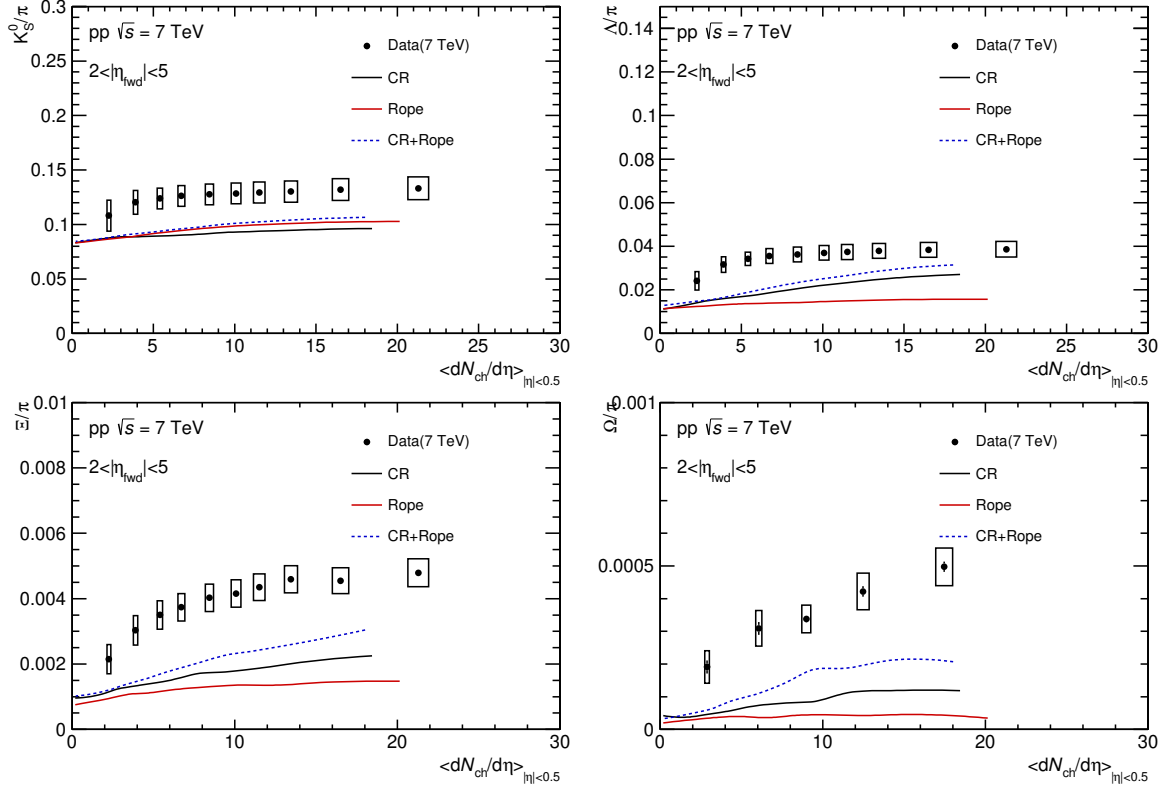 K⁰_S/π
0.3
0.25
0.2
0.15
0.1
0.05
0
pp √s = 7 TeV
2<|η_fwd|<5
Data(7 TeV)
CR
Rope
CR+Rope
0 5 10 15 20 25 30
<dN_ch/dη>_|η|<0.5
Λ/π
0.14
0.12
0.1
0.08
0.06
0.04
0.02
0
pp √s = 7 TeV
2<|η_fwd|<5
Data(7 TeV)
CR
Rope
CR+Rope
0 5 10 15 20 25 30
<dN_ch/dη>_|η|<0.5
Ξ/π
0.01
0.008
0.006
0.004
0.002
0
pp √s = 7 TeV
2<|η_fwd|<5
Data(7 TeV)
CR
Rope
CR+Rope
0 10 20 30
<dN_ch/dη>_|η|<0.5
Ω/π
0.001
0.0005
0
pp √s = 7 TeV
2<|η_fwd|<5
Data(7 TeV)
CR
Rope
CR+Rope
0 10 20 30
<dN_ch/dη>_|η|<0.5